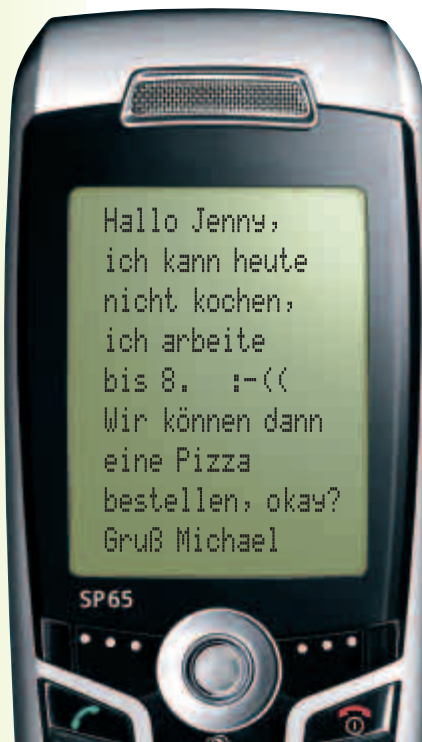 Hallo Jenny,
ich kann heute
nicht kochen,
ich arbeite
bis 8.   :-((
Wir können dann
eine Pizza
bestellen, okay?
Gruß Michael
SP65